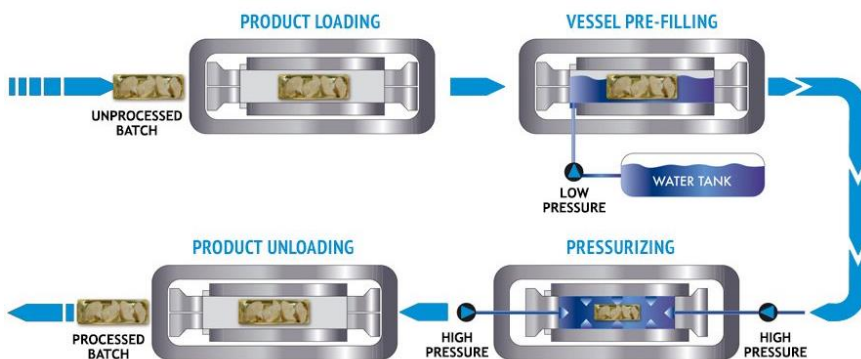 PRODUCT LOADING
VESSEL PRE-FILLING
UNPROCESSED
BATCH
LOW
PRESSURE
WATER TANK
PRODUCT UNLOADING
PRESSURIZING
PROCESSED
BATCH
HIGH
PRESSURE
HIGH
PRESSURE